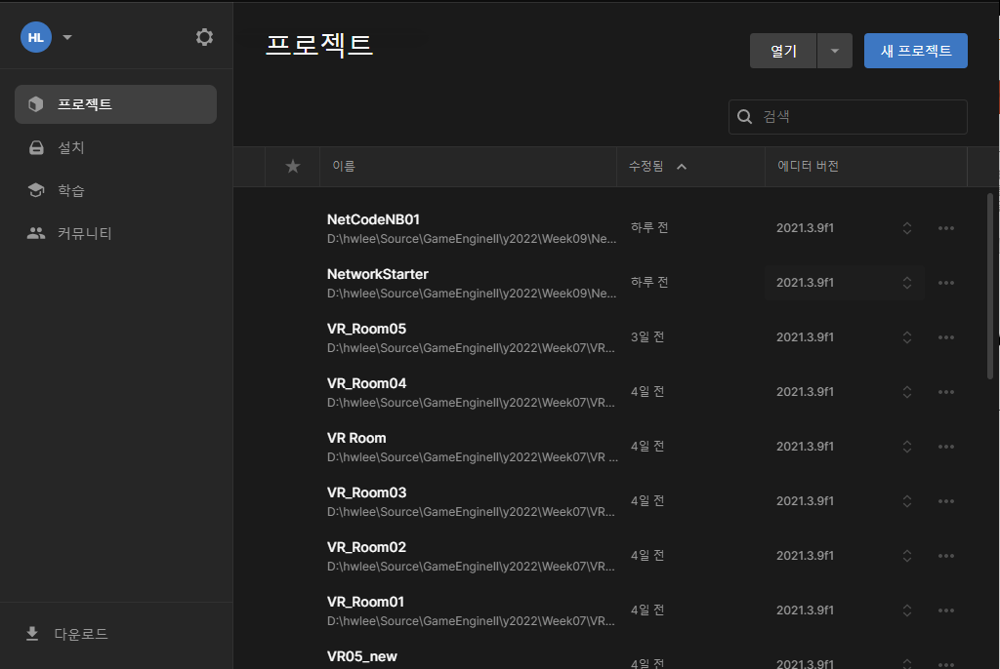 HL
프로젝트
설치
학습
커뮤니티
다운로드
프로젝트
열기
새 프로젝트
검색
이름 수정됨 에디터 버전
NetCodeNB01
D:\hwlee\Source\GameEngineII\y2022\Week09\Ne...
하루 전 2021.3.9f1
NetworkStarter
D:\hwlee\Source\GameEngineII\y2022\Week09\Ne...
하루 전 2021.3.9f1
VR_Room05
D:\hwlee\Source\GameEngineII\y2022\Week07\VR...
3일 전 2021.3.9f1
VR_Room04
D:\hwlee\Source\GameEngineII\y2022\Week07\VR...
4일 전 2021.3.9f1
VR Room
D:\hwlee\Source\GameEngineII\y2022\Week07\VR ...
4일 전 2021.3.9f1
VR_Room03
D:\hwlee\Source\GameEngineII\y2022\Week07\VR...
4일 전 2021.3.9f1
VR_Room02
D:\hwlee\Source\GameEngineII\y2022\Week07\VR...
4일 전 2021.3.9f1
VR_Room01
D:\hwlee\Source\GameEngineII\y2022\Week07\VR...
4일 전 2021.3.9f1
VR05_new
4일 전 2021.3.9f1